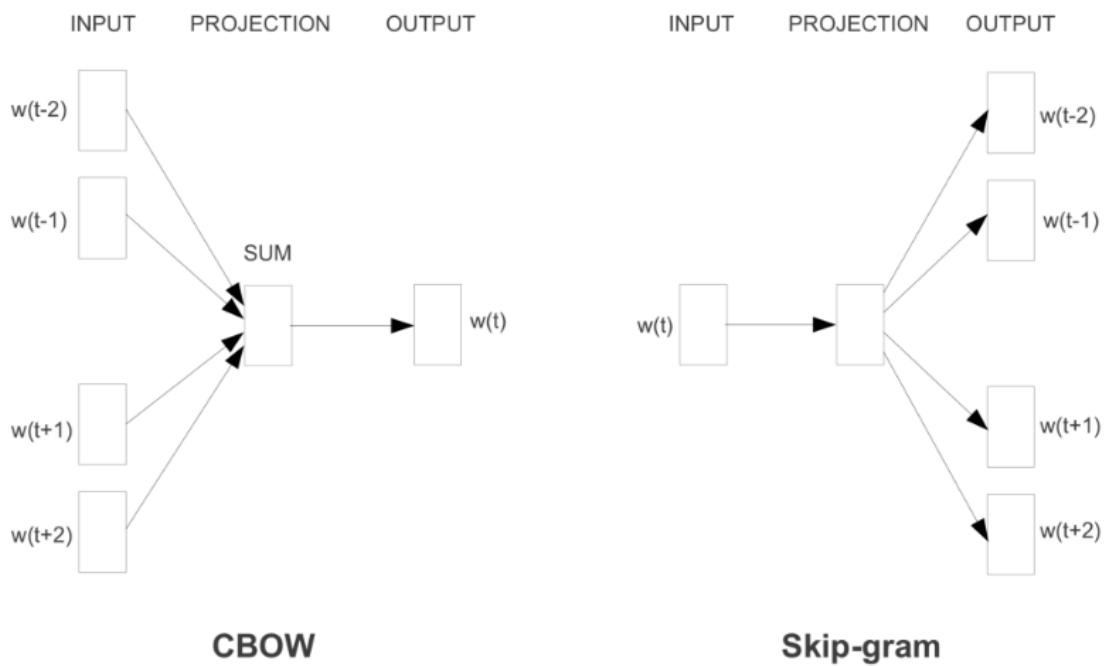 INPUT PROJECTION OUTPUT
w(t-2)
w(t-1)
SUM
w(t)
w(t+1)
w(t+2)
CBOW
INPUT PROJECTION OUTPUT
w(t-2)
w(t-1)
w(t)
w(t+1)
w(t+2)
Skip-gram